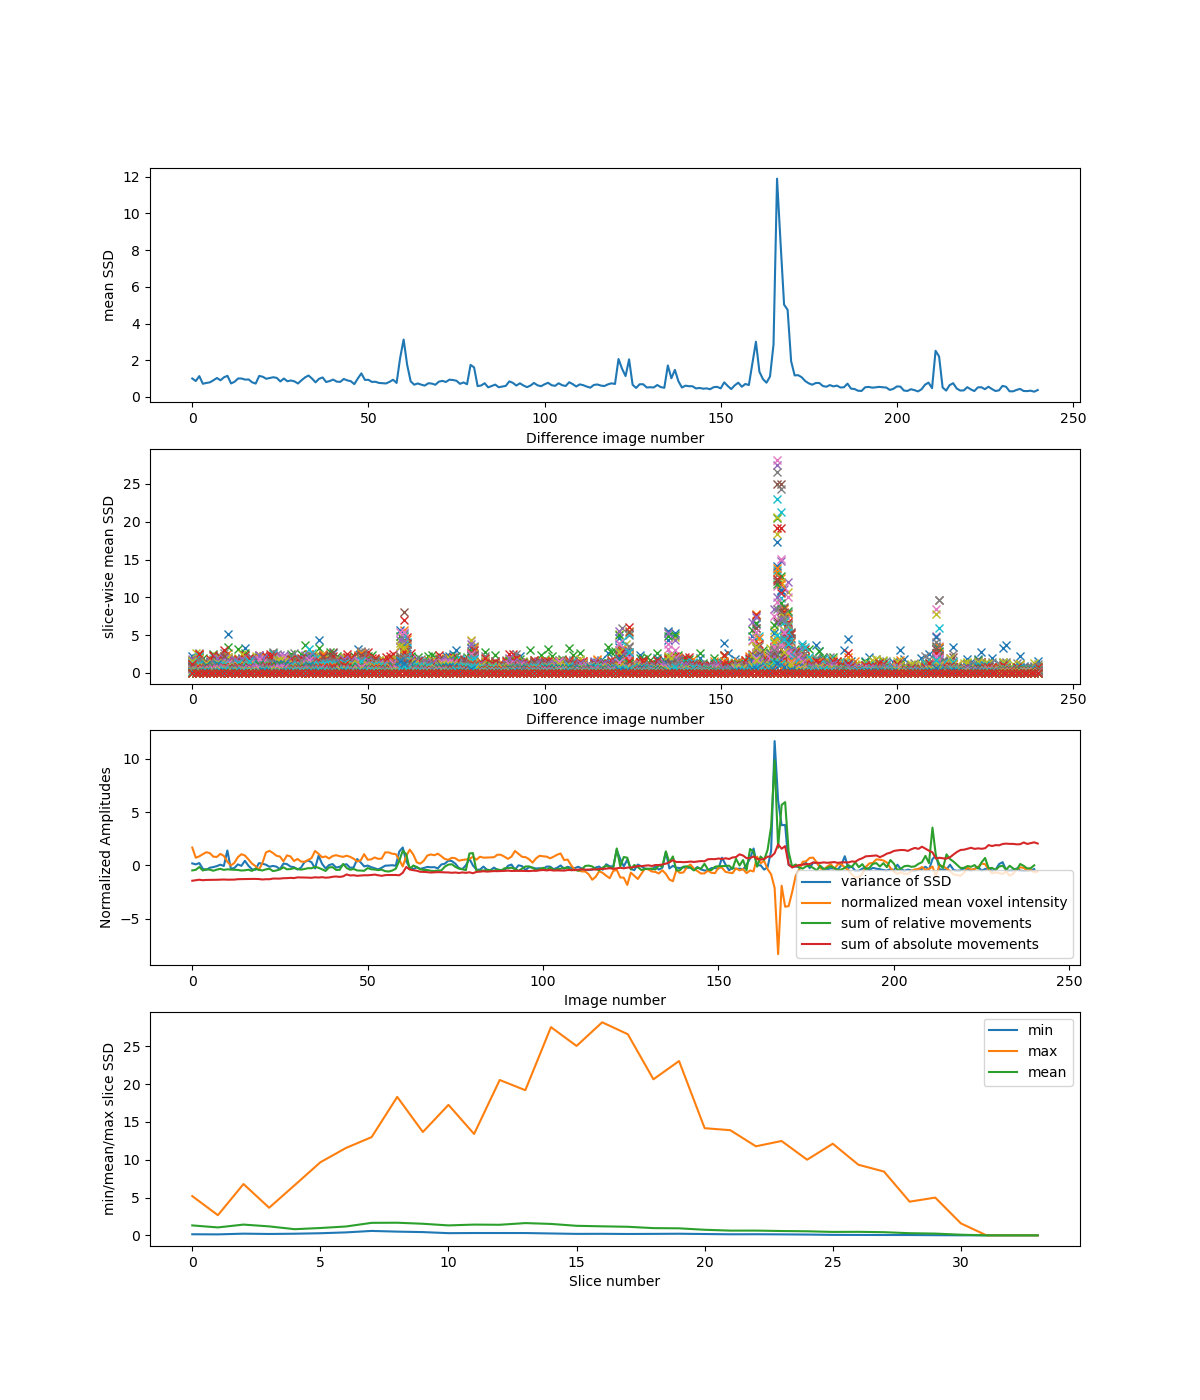 mean SSD
12
10
8
6
4
2
0
0 50 100 150 200 250
Difference image number
slice-wise mean SSD
25
20
15
10
5
0
0 50 100 150 200 250
Difference image number
Normalized Amplitudes
10
5
0
−5
variance of SSD
normalized mean voxel intensity
sum of relative movements
sum of absolute movements
0 50 100 150 200 250
Image number
min/mean/max slice SSD
25
20
15
10
5
0
min
max
mean
0 5 10 15 20 25 30
Slice number